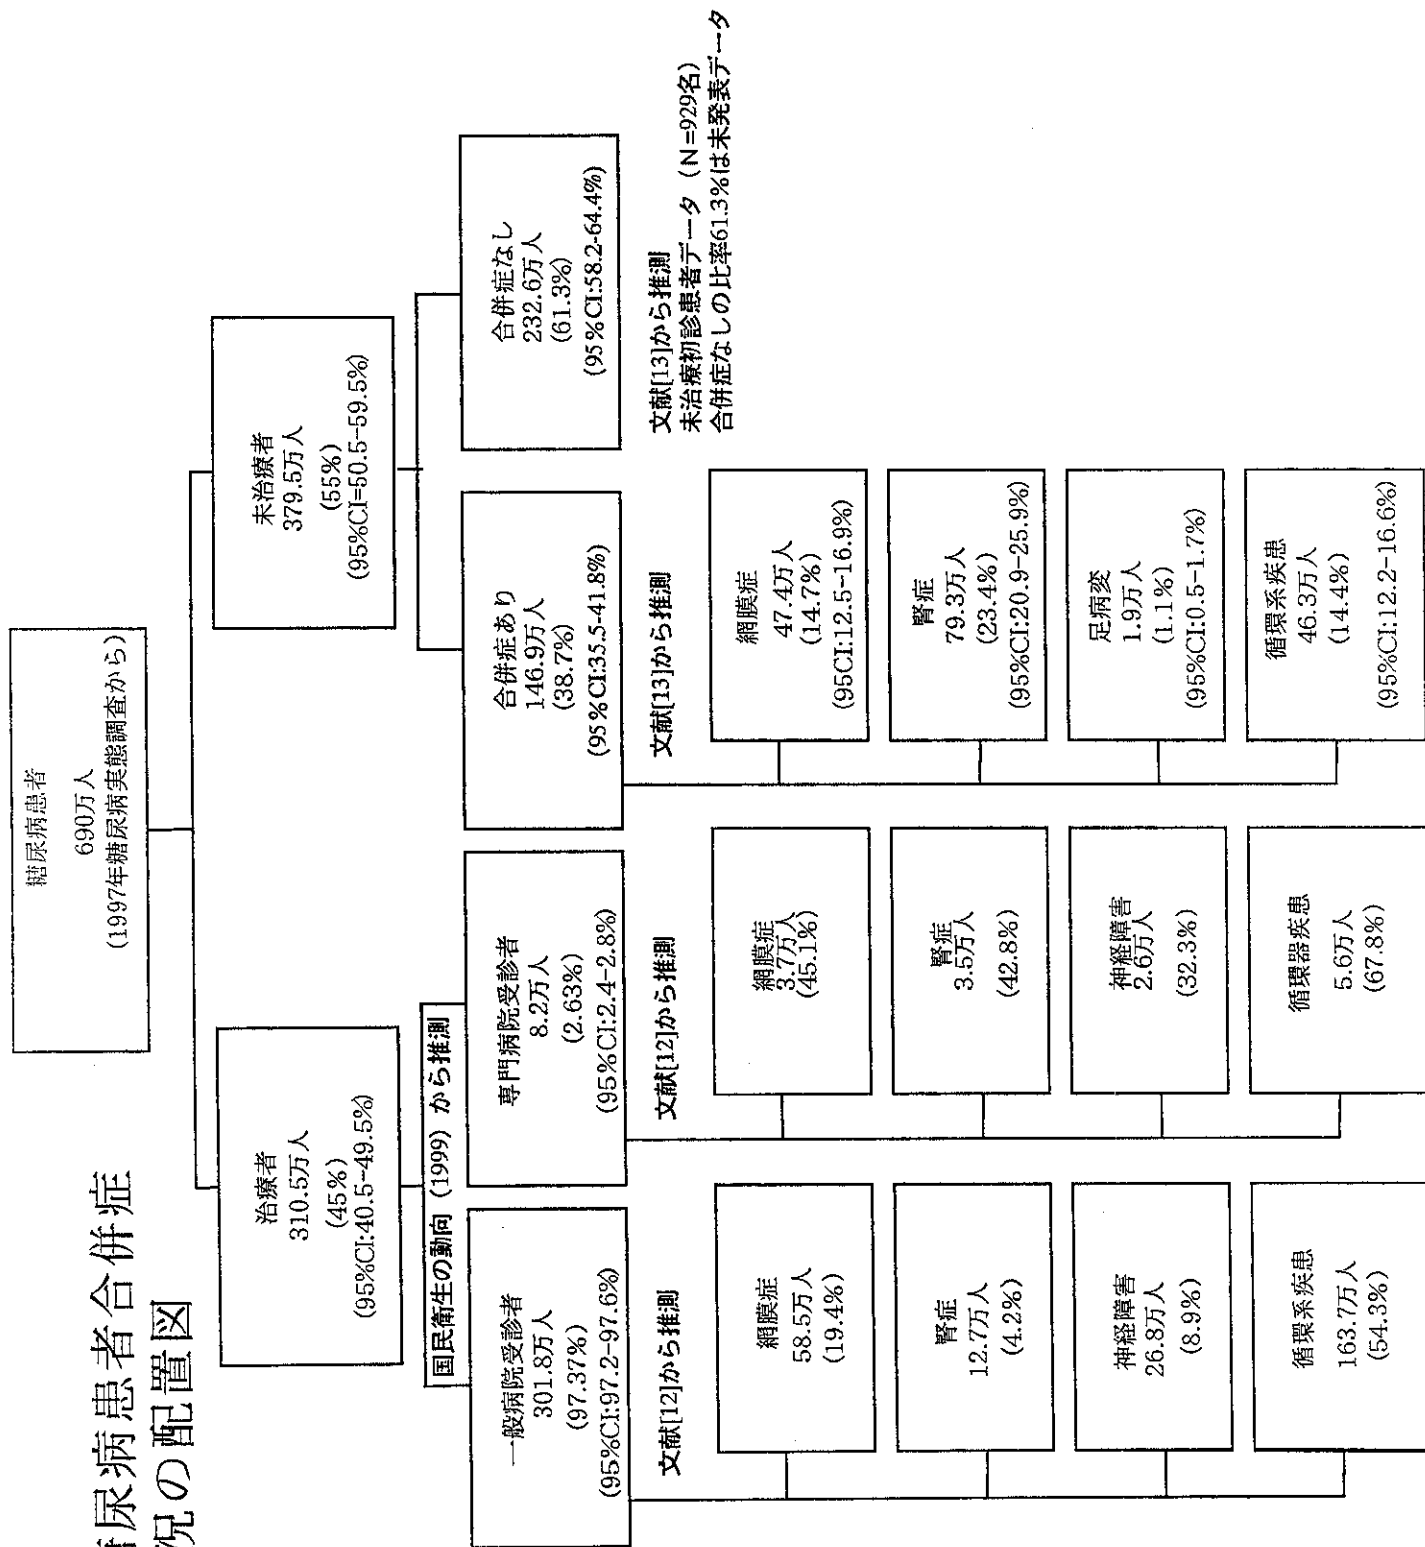 尿病患者合併症
況の配置図
糖尿病患者
690万人
(1997年糖尿病実態調査から)
治療者
310.5万人
(45%)
(95%CI:40.5-49.5%)
未治療者
379.5万人
(55%)
(95%CI=50.5-59.5%)
国民衛生の動向（1999）から推測
一般病院受診者
301.8万人
(97.37%)
(95%CI:97.2-97.6%)
専門病院受診者
8.2万人
(2.63%)
(95%CI:2.4-2.8%)
合併症あり
146.9万人
(38.7%)
(95%CI:35.5-41.8%)
合併症なし
232.6万人
(61.3%)
(95%CI:58.2-64.4%)
文献[12]から推測
網膜症
58.5万人
(19.4%)
腎症
12.7万人
(4.2%)
神経障害
26.8万人
(8.9%)
循環系疾患
163.7万人
(54.3%)
文献[12]から推測
網膜症
3.7万人
(45.1%)
腎症
3.5万人
(42.8%)
神経障害
2.6万人
(32.3%)
循環器疾患
5.6万人
(67.8%)
文献[13]から推測
網膜症
47.4万人
(14.7%)
(95CI:12.5-16.9%)
腎症
79.3万人
(23.4%)
(95%CI:20.9-25.9%)
足病変
1.9万人
(1.1%)
(95%CI:0.5-1.7%)
循環系疾患
46.3万人
(14.4%)
(95%CI:12.2-16.6%)
文献[13]から推測
未治療初診患者データ（N=929名）
合併症なしの比率61.3%は未発表データ